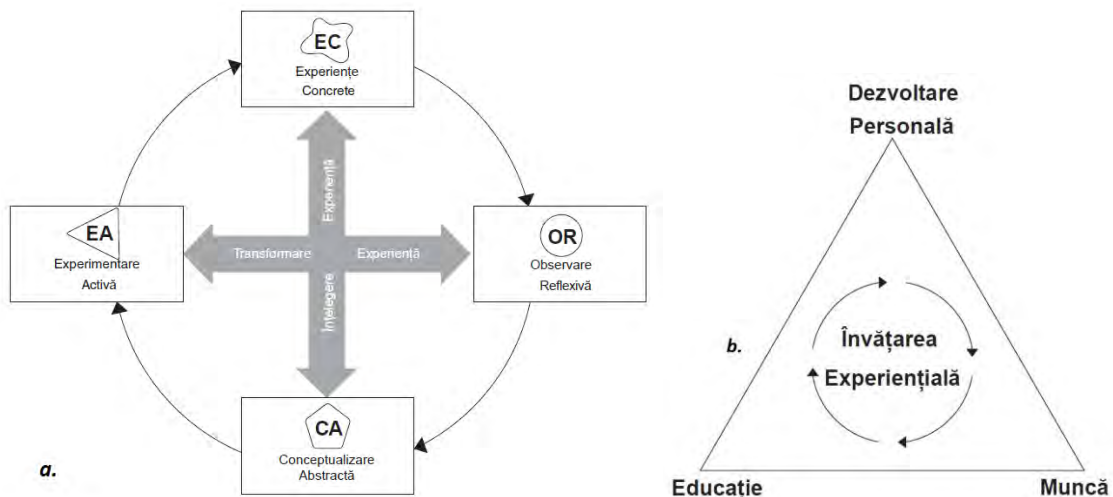 EC
Experiențe
Concrete
Experiență
EA
Experimentare
Activă
Transformare
Experiență
OR
Observare
Reflexivă
Înțelegere
CA
Conceptualizare
Abstractă
a.
Dezvoltare
Personală
b.
Învățarea
Experiențială
Educație
Muncă